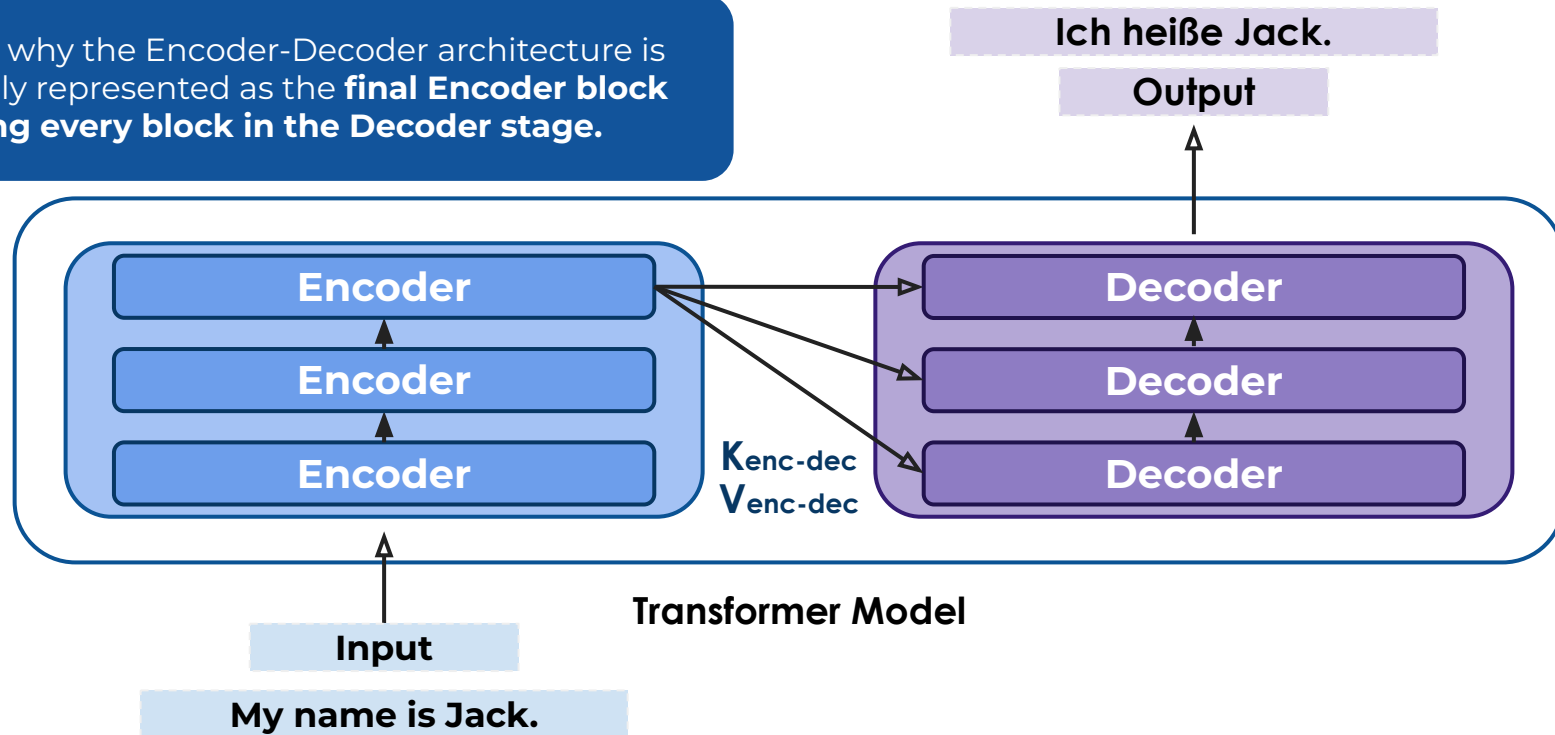 why the Encoder-Decoder architecture is
represented as the final Encoder block
every block in the Decoder stage.
Ich heiße Jack.
Output
Encoder
Decoder
Encoder
Decoder
Encoder
Decoder
Kenc-dec
Venc-dec
Transformer Model
Input
My name is Jack.